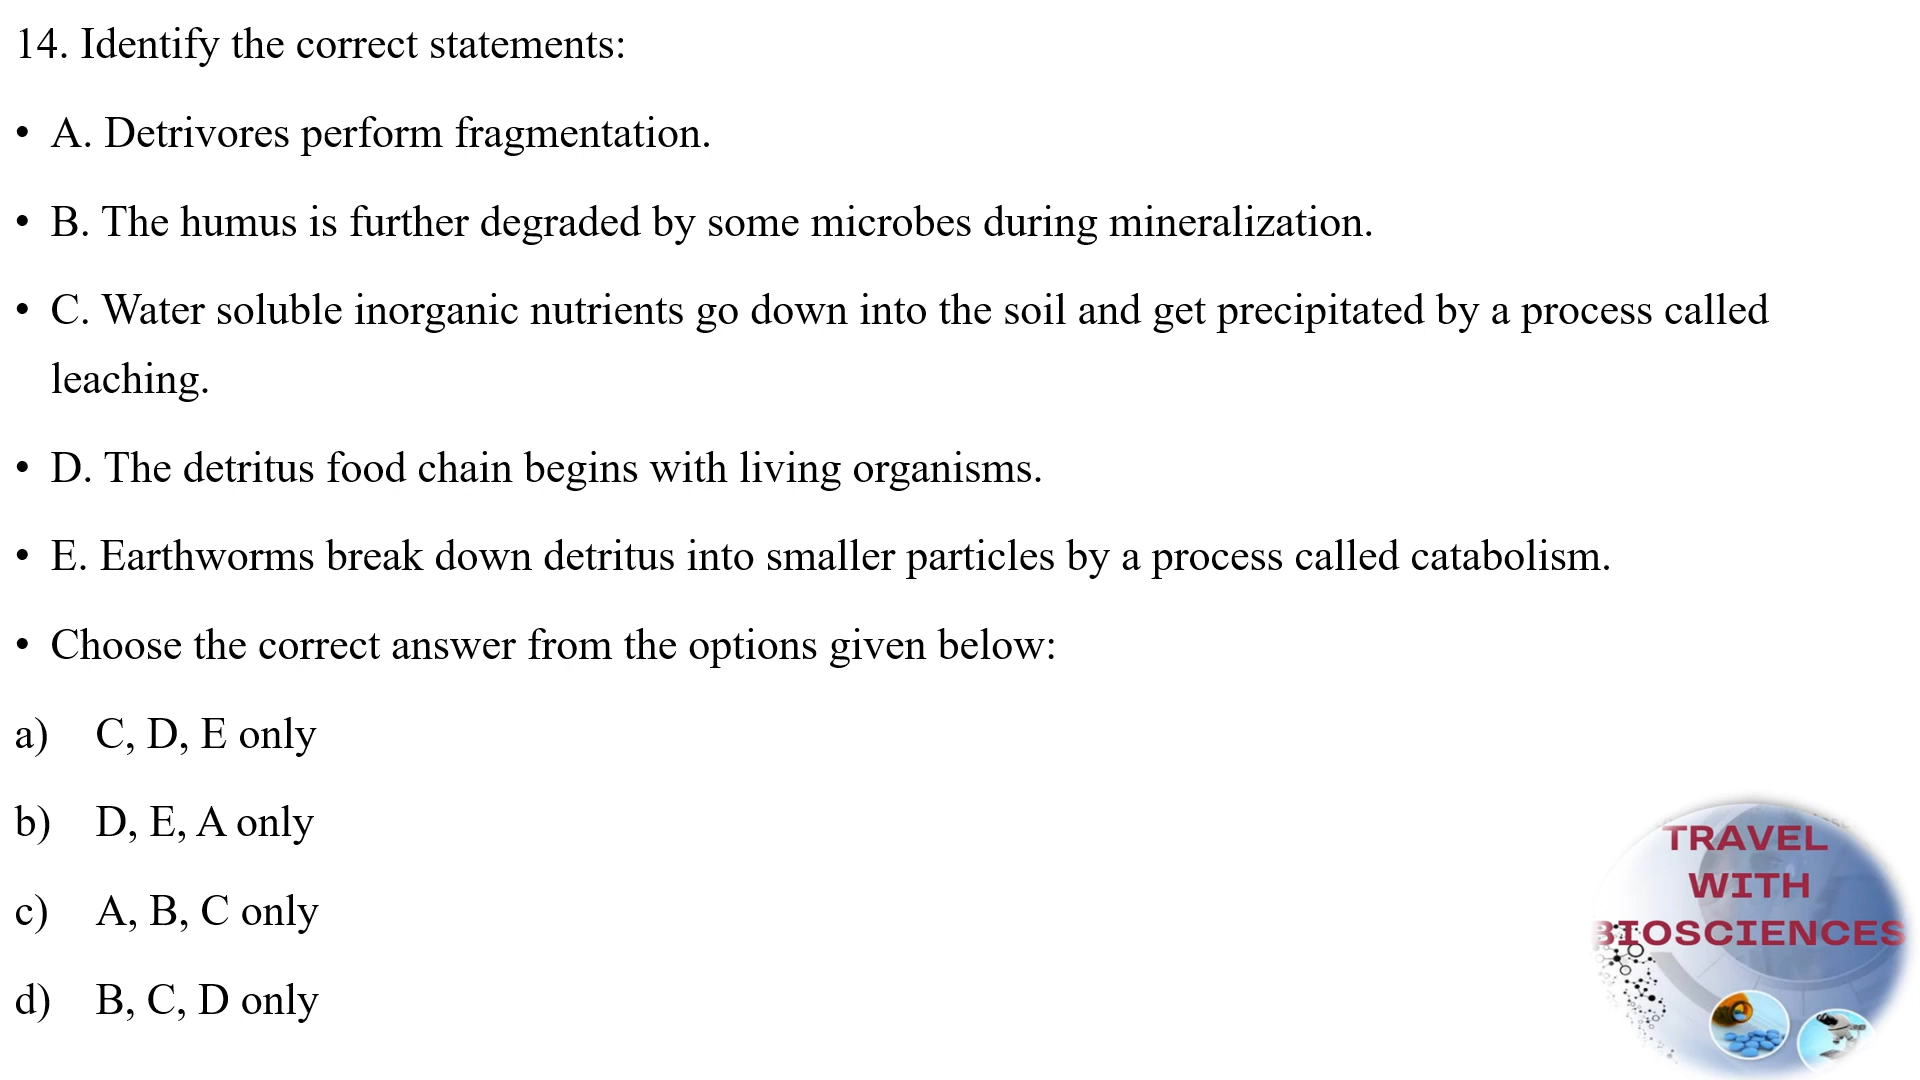 14. Identify the correct statements:
• A. Detrivores perform fragmentation.
• B. The humus is further degraded by some microbes during mineralization.
• C. Water soluble inorganic nutrients go down into the soil and get precipitated by a process called
leaching.
• D. The detritus food chain begins with living organisms.
• E. Earthworms break down detritus into smaller particles by a process called catabolism.
• Choose the correct answer from the options given below:
a) C, D, E only
b) D, E, A only
c) A, B, C only
d) B, C, D only
TRAVEL
WITH
BIOSCIENCES